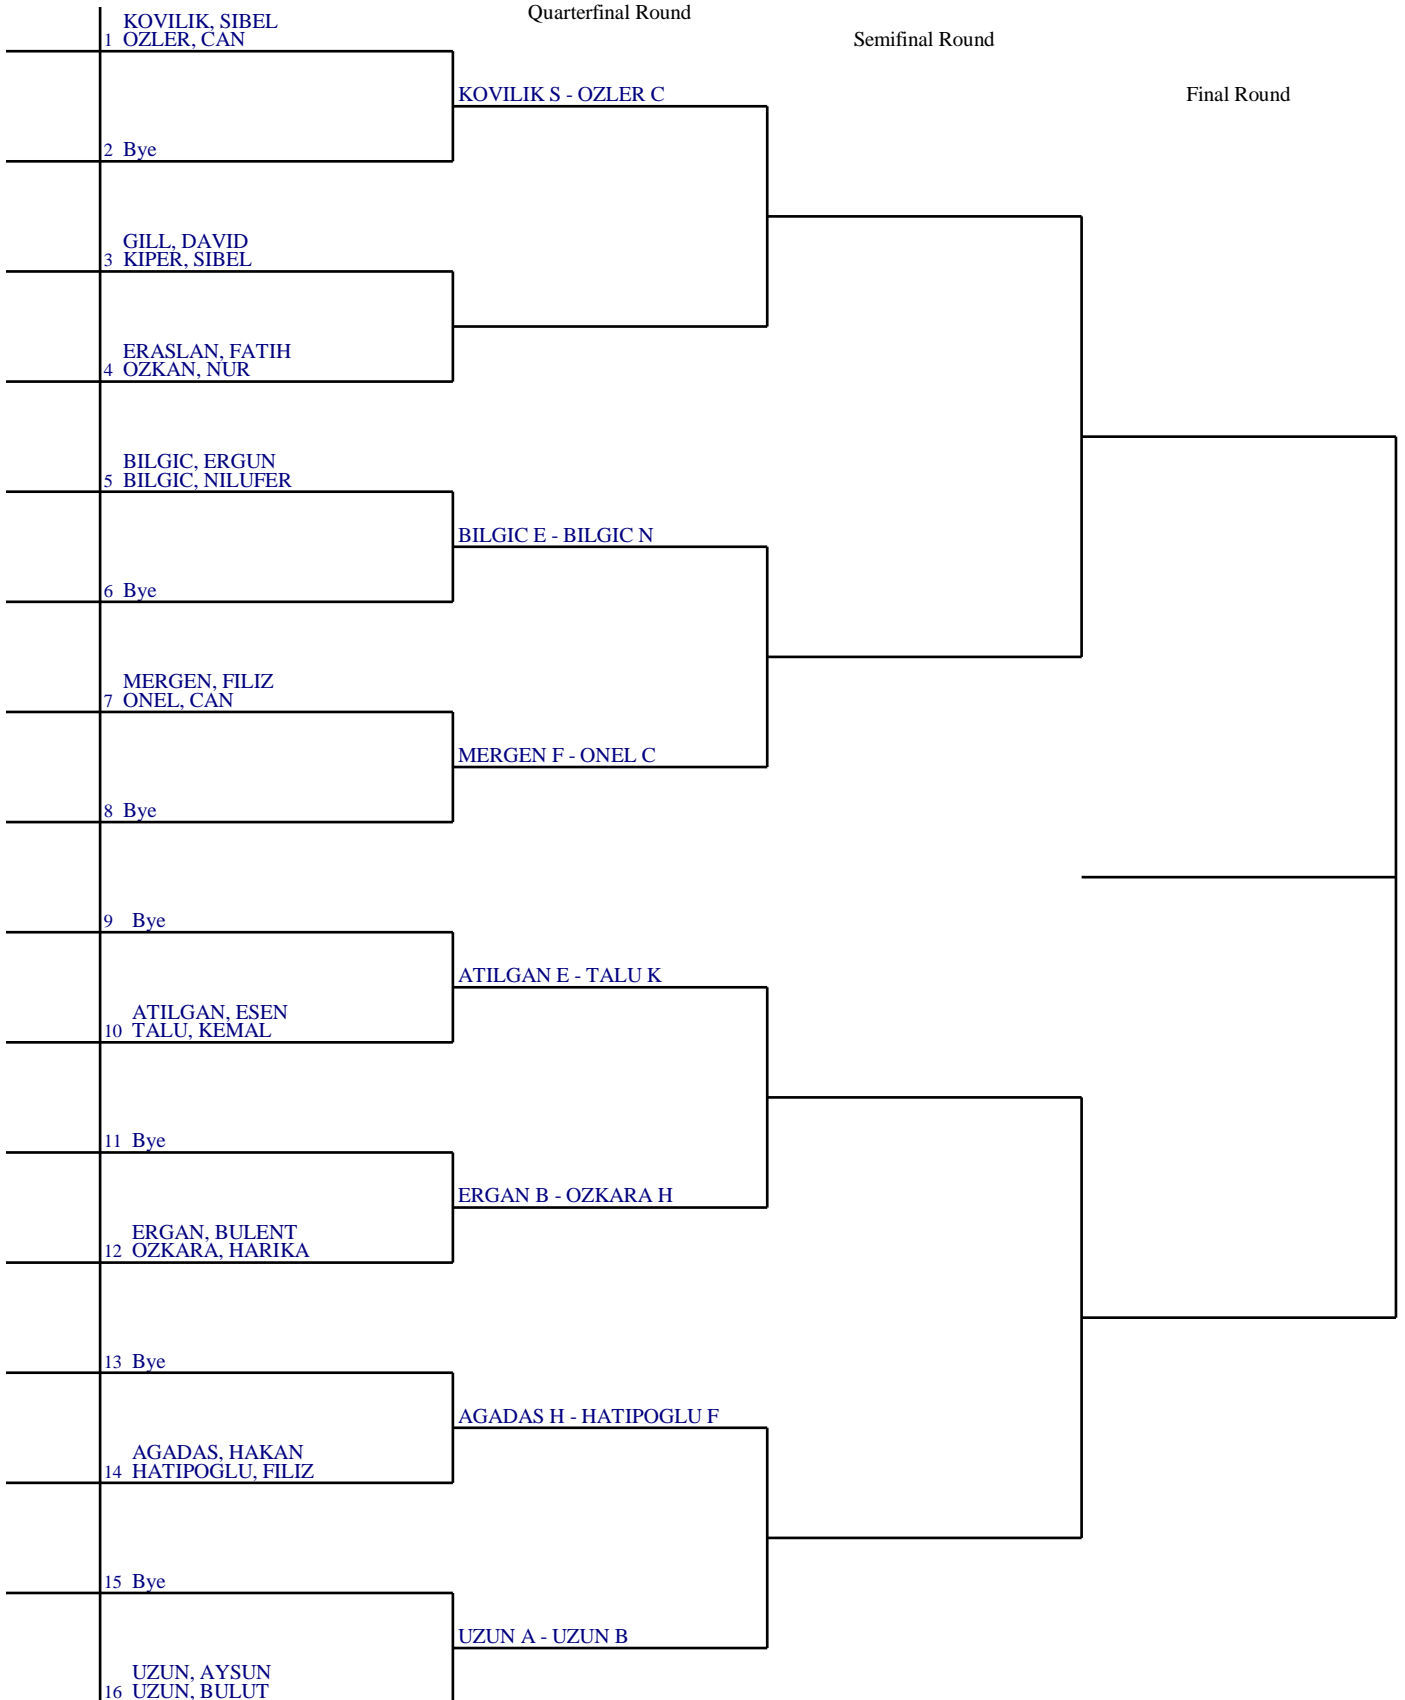 Quarterfinal Round
Semifinal Round
Final Round
KOVILIK, SIBEL
1 OZLER, CAN
KOVILIK S - OZLER C
2 Bye
GILL, DAVID
3 KIPER, SIBEL
ERASLAN, FATIH
4 OZKAN, NUR
BILGIC, ERGUN
5 BILGIC, NILUFER
BILGIC E - BILGIC N
6 Bye
MERGEN, FILIZ
7 ONEL, CAN
MERGEN F - ONEL C
8 Bye
9 Bye
ATILGAN E - TALU K
ATILGAN, ESEN
10 TALU, KEMAL
11 Bye
ERGAN B - OZKARA H
ERGAN, BULENT
12 OZKARA, HARIKA
13 Bye
AGADAS H - HATIPOGLU F
AGADAS, HAKAN
14 HATIPOGLU, FILIZ
15 Bye
UZUN A - UZUN B
UZUN, AYSUN
16 UZUN, BULUT